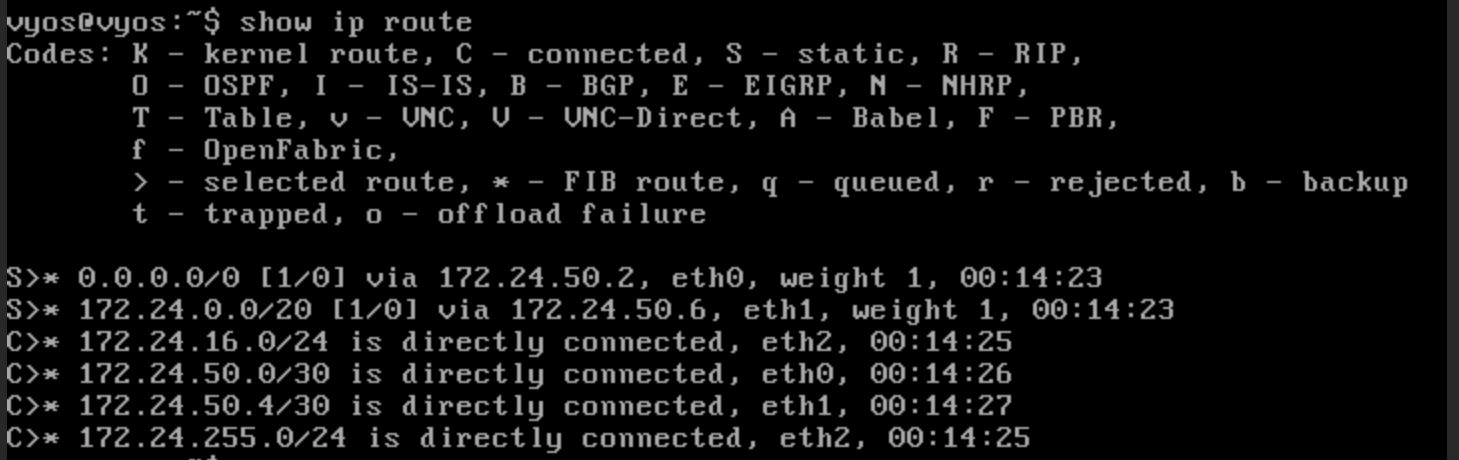 vyos@vyos:~$ show ip route
Codes: K - kernel route, C - connected, S - static, R - RIP,
       O - OSPF, I - IS-IS, B - BGP, E - EIGRP, N - NHRP,
       T - Table, v - VNC, V - VNC-Direct, A - Babel, F - PBR,
       f - OpenFabric,
       > - selected route, * - FIB route, q - queued, r - rejected, b - backup
       t - trapped, o - offload failure

S>* 0.0.0.0/0 [1/0] via 172.24.50.2, eth0, weight 1, 00:14:23
S>* 172.24.0.0/20 [1/0] via 172.24.50.6, eth1, weight 1, 00:14:23
C>* 172.24.16.0/24 is directly connected, eth2, 00:14:25
C>* 172.24.50.0/30 is directly connected, eth0, 00:14:26
C>* 172.24.50.4/30 is directly connected, eth1, 00:14:27
C>* 172.24.255.0/24 is directly connected, eth2, 00:14:25